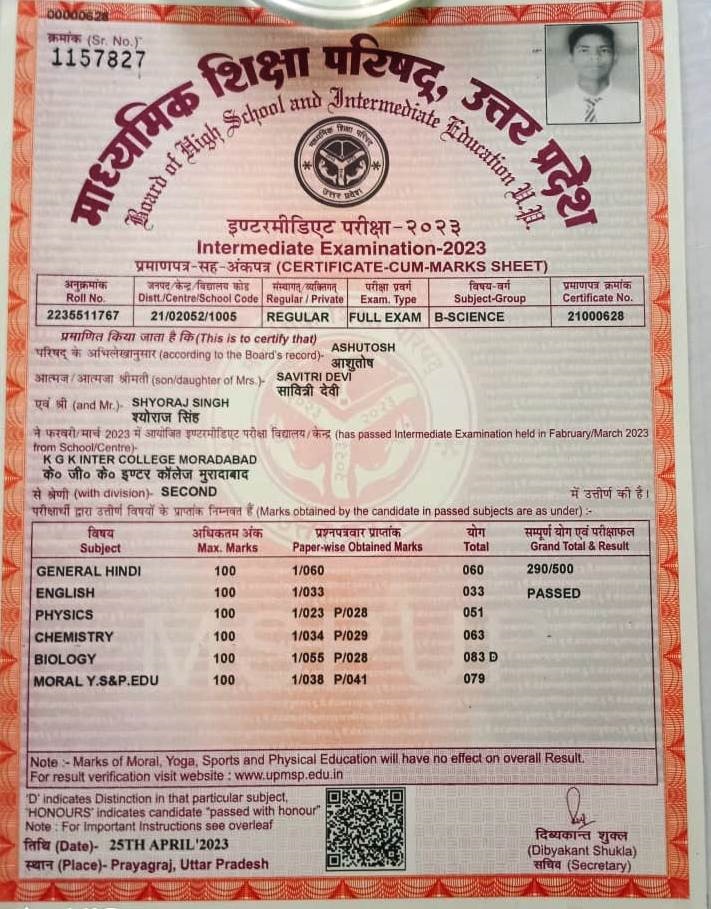 00000628
क्रमांक (Sr. No.)
1157827
माध्यमिक शिक्षा परिषद्, उत्तर प्रदेश
Board of High School and Intermediate Education U.P.
माध्यमिक शिक्षा परिषद
उत्तर प्रदेश
इण्टरमीडिएट परीक्षा-२०२३
Intermediate Examination-2023
प्रमाणपत्र-सह-अंकपत्र (CERTIFICATE-CUM-MARKS SHEET)
अनुक्रमांक जनपद/केन्द्र/विद्यालय कोड संस्थागत/व्यक्तिगत परीक्षा प्रवर्ग विषय-वर्ग प्रमाणपत्र क्रमांक
Roll No. Distt./Centre/School Code Regular / Private Exam. Type Subject-Group Certificate No.
2235511767 21/02052/1005 REGULAR FULL EXAM B-SCIENCE 21000628
प्रमाणित किया जाता है कि (This is to certify that)
परिषद् के अभिलेखानुसार (according to the Board's record)- ASHUTOSH
आशुतोष
आत्मज/आत्मजा श्रीमती (son/daughter of Mrs.)- SAVITRI DEVI
सावित्री देवी
एवं श्री (and Mr.)- SHYORAJ SINGH
श्योराज सिंह
ने फरवरी/मार्च 2023 में आयोजित इण्टरमीडिएट परीक्षा विद्यालय/केन्द्र (has passed Intermediate Examination held in Fabruary/March 2023
from School/Centre)-
K G K INTER COLLEGE MORADABAD
के० जी० के० इण्टर कॉलेज मुरादाबाद
से श्रेणी (with division)- SECOND में उत्तीर्ण की है।
परीक्षार्थी द्वारा उत्तीर्ण विषयों के प्राप्तांक निम्नवत हैं (Marks obtained by the candidate in passed subjects are as under) :-
विषय अधिकतम अंक प्रश्नपत्रवार प्राप्तांक योग सम्पूर्ण योग एवं परीक्षाफल
Subject Max. Marks Paper-wise Obtained Marks Total Grand Total & Result
GENERAL HINDI 100 1/060 060 290/500
ENGLISH 100 1/033 033 PASSED
PHYSICS 100 1/023 P/028 051
CHEMISTRY 100 1/034 P/029 063
BIOLOGY 100 1/055 P/028 083 D
MORAL Y.S&P.EDU 100 1/038 P/041 079
Note :- Marks of Moral, Yoga, Sports and Physical Education will have no effect on overall Result.
For result verification visit website : www.upmsp.edu.in
'D' indicates Distinction in that particular subject,
'HONOURS' indicates candidate "passed with honour"
Note : For Important Instructions see overleaf
तिथि (Date)- 25TH APRIL'2023
स्थान (Place)- Prayagraj, Uttar Pradesh
दिव्यकान्त शुक्ल
(Dibyakant Shukla)
सचिव (Secretary)